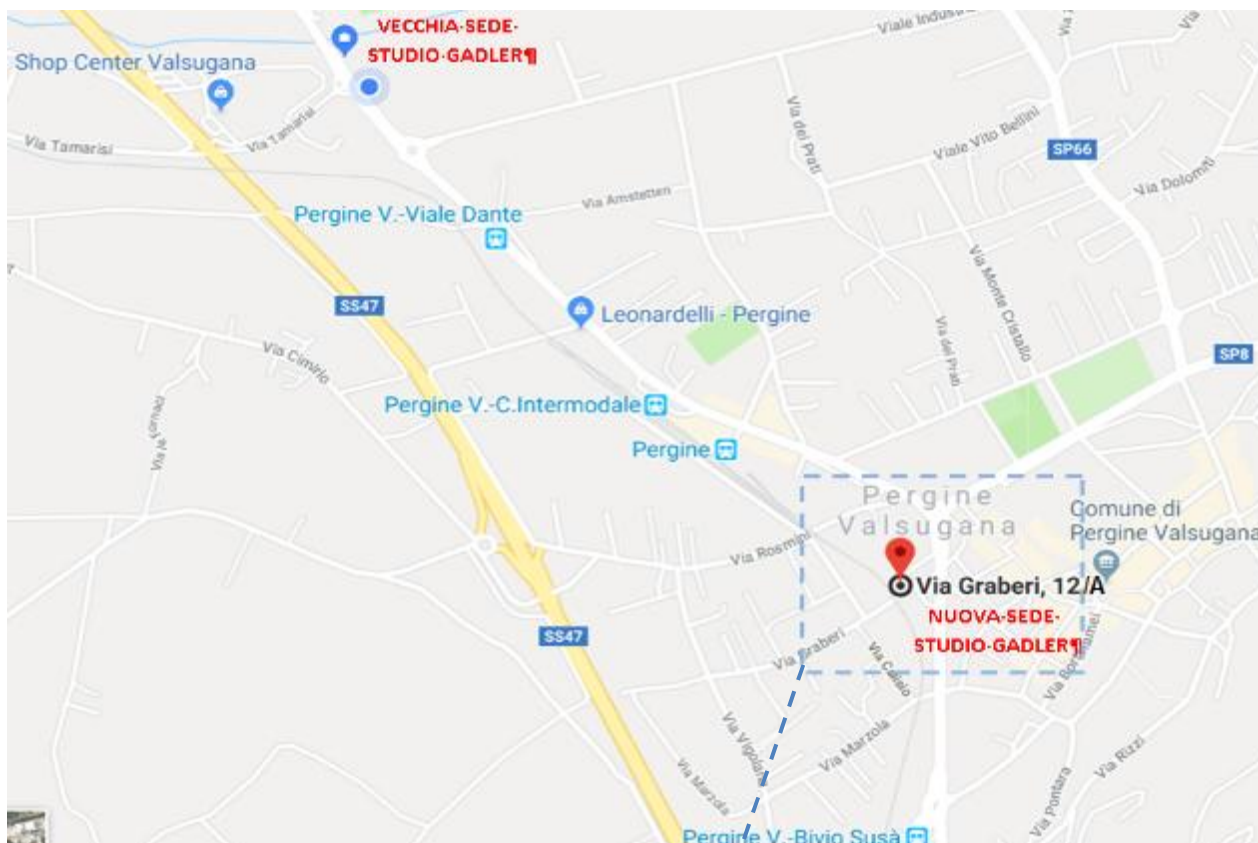 VECCHIA·SEDE·
STUDIO·GADLER¶
Viale Industri
Via
Shop Center Valsugana
Via Tamarisi
Via Tamarisi
Via dei Prati
Viale Vito Bellini
SP66
Via Dolomiti
Via Amstetten
Pergine V.-Viale Dante
Via Monte Cristallo
SS47
Leonardelli - Pergine
Via Cimirlo
Via dei Prati
SP8
Pergine V.-C.Intermodale
Via le Fornaci
Pergine
Pergine
Valsugana
Comune di
Pergine Valsugana
Via Rosmini
Via Graberi, 12/A
NUOVA·SEDE·
STUDIO·GADLER¶
SS47
Via Graberi
Via Vigolana
Via Marzola
Via Marzola
Via Rizzi
Via Pontara
Pergine V.-Bivio Susà